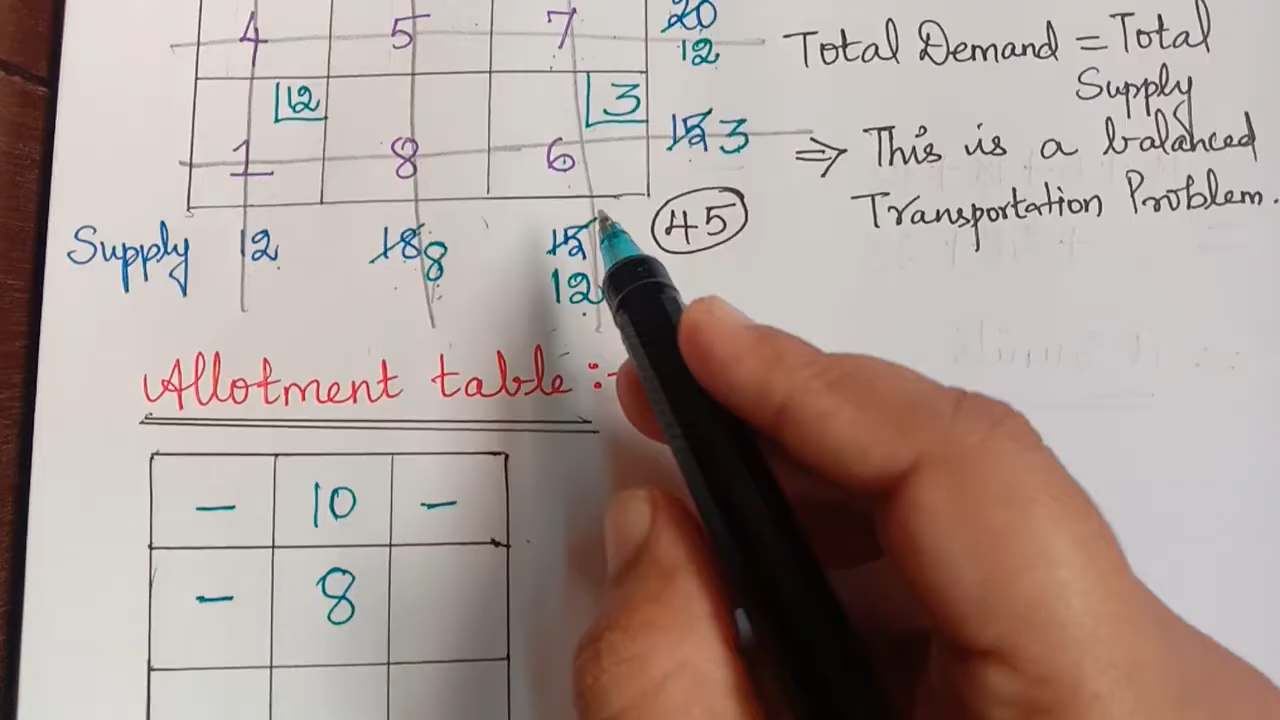 4 5 7 20
12
12 3
1 8 6 15 3
Supply 12 18 8 15
12
45
Total Demand = Total
Supply
⇒ This is a balanced
Transportation Problem.
Allotment table :-
- 10 -
- 8